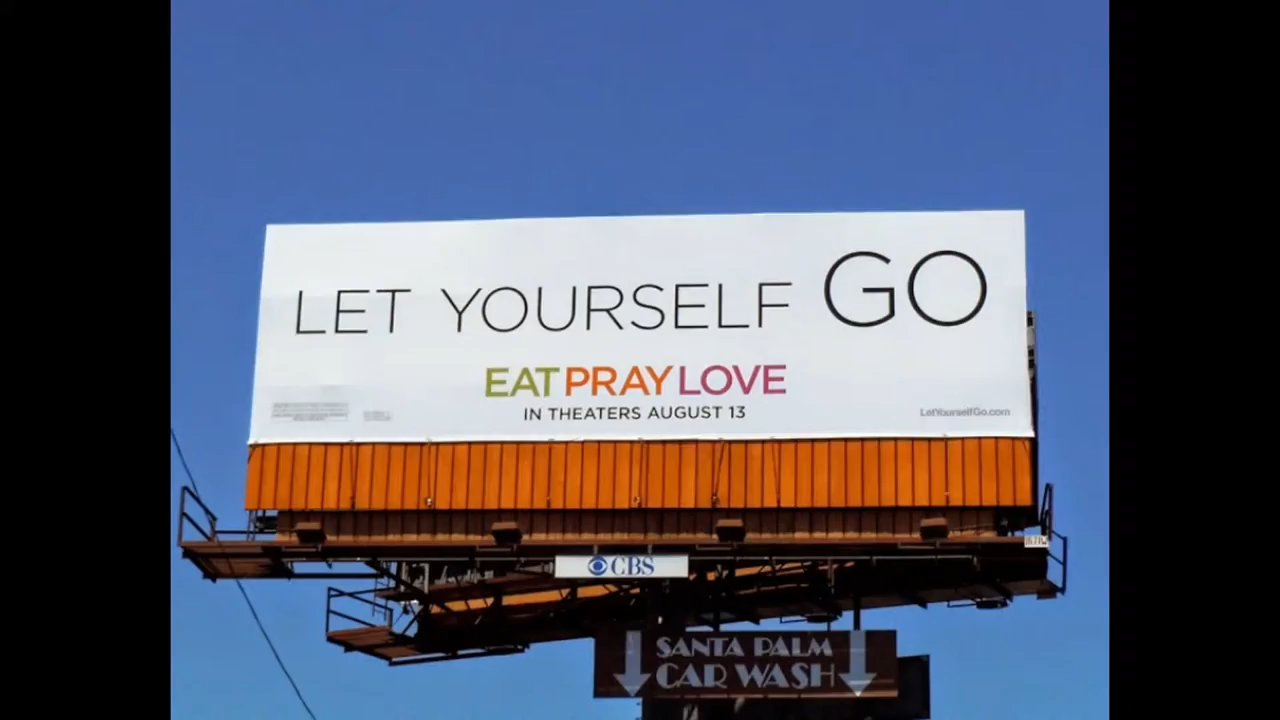 LET YOURSELF GO
EAT PRAY LOVE
IN THEATERS AUGUST 13
LetYourselfGo.com
CBS
SANTA PALM
CAR WASH